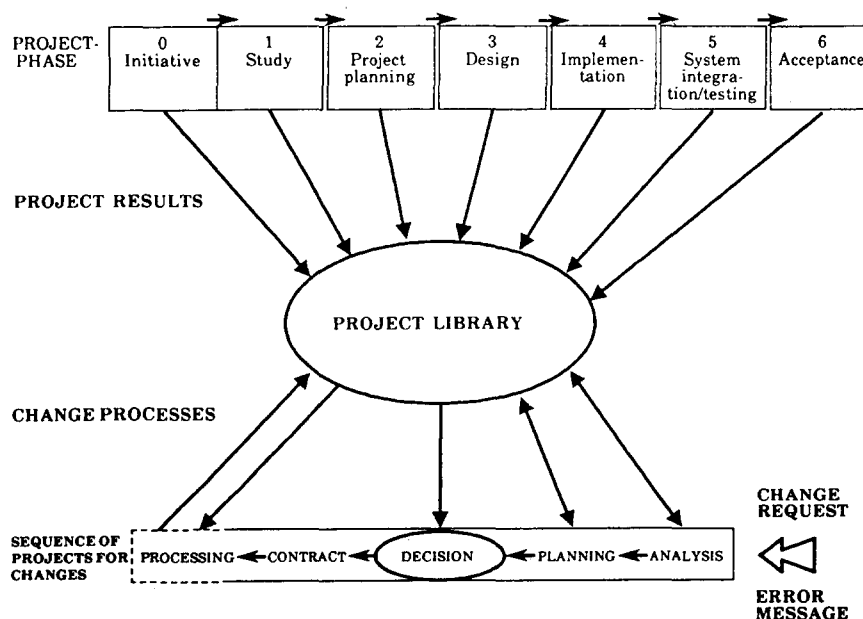 PROJECT-
PHASE
0
Initiative
1
Study
2
Project
planning
3
Design
4
Implemen-
tation
5
System
integra-
tion/testing
6
Acceptance
PROJECT RESULTS
PROJECT LIBRARY
CHANGE PROCESSES
CHANGE
REQUEST
SEQUENCE OF
PROJECTS FOR
CHANGES
PROCESSING
CONTRACT
DECISION
PLANNING
ANALYSIS
ERROR
MESSAGE